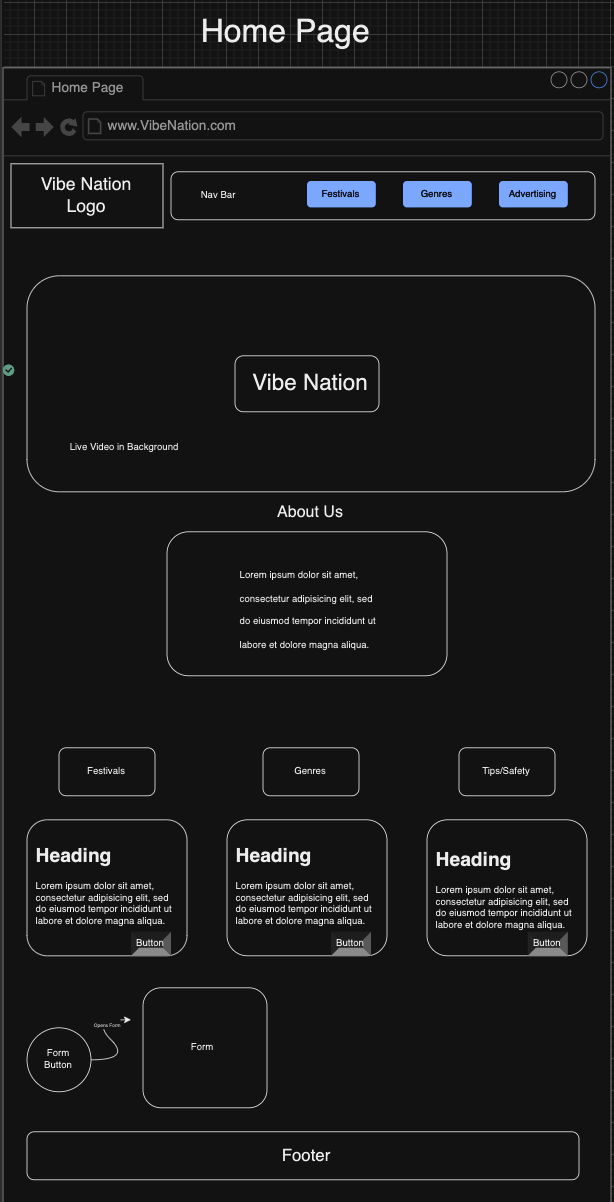 Home Page
Home Page
www.VibeNation.com
Vibe Nation
Logo
Nav Bar
Festivals
Genres
Advertising
Vibe Nation
Live Video in Background
About Us
Lorem ipsum dolor sit amet,
consectetur adipisicing elit, sed
do eiusmod tempor incididunt ut
labore et dolore magna aliqua.
Festivals
Genres
Tips/Safety
Heading
Lorem ipsum dolor sit amet,
consectetur adipisicing elit, sed
do eiusmod tempor incididunt ut
labore et dolore magna aliqua.
Button
Heading
Lorem ipsum dolor sit amet,
consectetur adipisicing elit, sed
do eiusmod tempor incididunt ut
labore et dolore magna aliqua.
Button
Heading
Lorem ipsum dolor sit amet,
consectetur adipisicing elit, sed
do eiusmod tempor incididunt ut
labore et dolore magna aliqua.
Button
Form
Button
Opens Form
Form
Footer